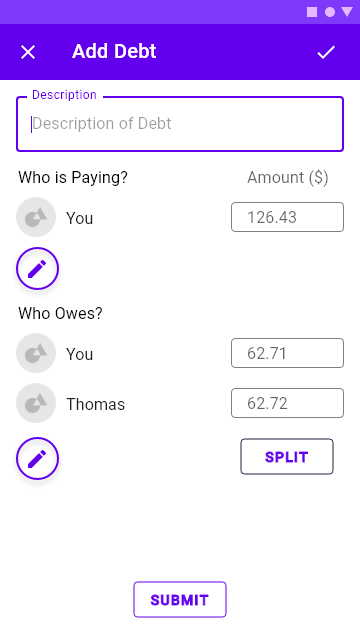 Add Debt
Description
Description of Debt
Who is Paying? Amount ($)
You 126.43
Who Owes?
You 62.71
Thomas 62.72
SPLIT
SUBMIT